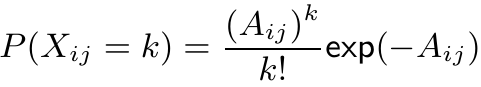 P(X_{ij} = k) = \frac{(A_{ij})^k}{k!} exp(-A_{ij})